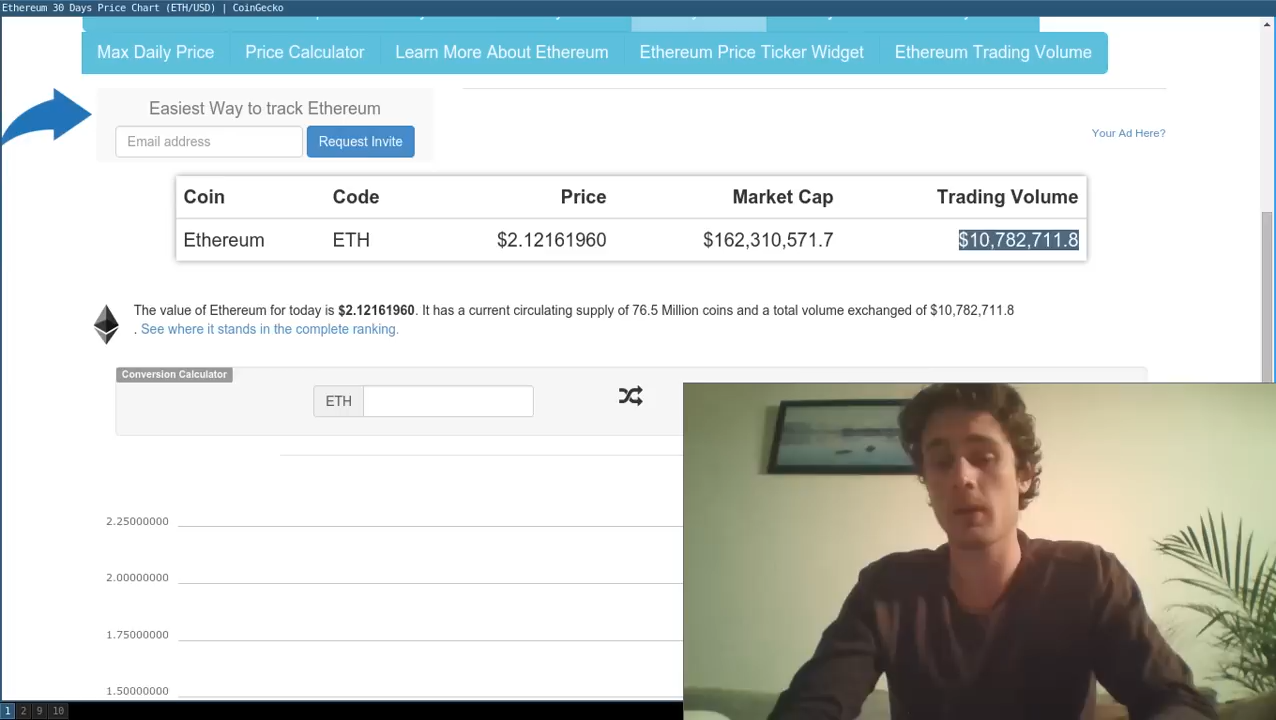 Ethereum 30 Days Price Chart (ETH/USD) | CoinGecko
Max Daily Price Price Calculator Learn More About Ethereum Ethereum Price Ticker Widget Ethereum Trading Volume
Easiest Way to track Ethereum
Email address Request Invite
Your Ad Here?
Coin Code Price Market Cap Trading Volume
Ethereum ETH $2.12161960 $162,310,571.7 $10,782,711.8
The value of Ethereum for today is $2.12161960. It has a current circulating supply of 76.5 Million coins and a total volume exchanged of $10,782,711.8
. See where it stands in the complete ranking.
Conversion Calculator
ETH
2.25000000
2.00000000
1.75000000
1.50000000
1 2 9 10